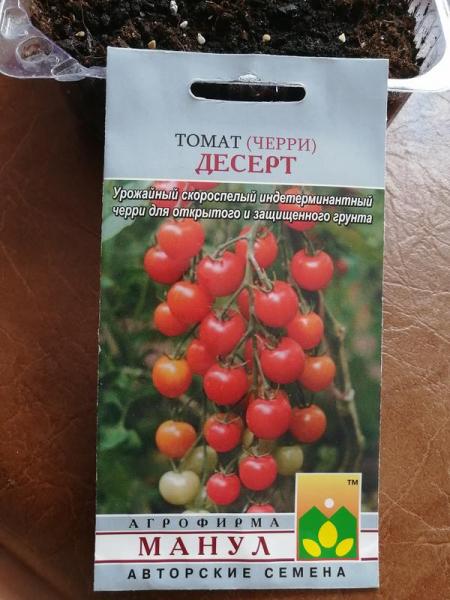 ТОМАТ (ЧЕРРИ)
ДЕСЕРТ
Урожайный скороспелый индетерминантный
черри для открытого и защищенного грунта
TM
АГРОФИРМА
МАНУЛ
АВТОРСКИЕ СЕМЕНА